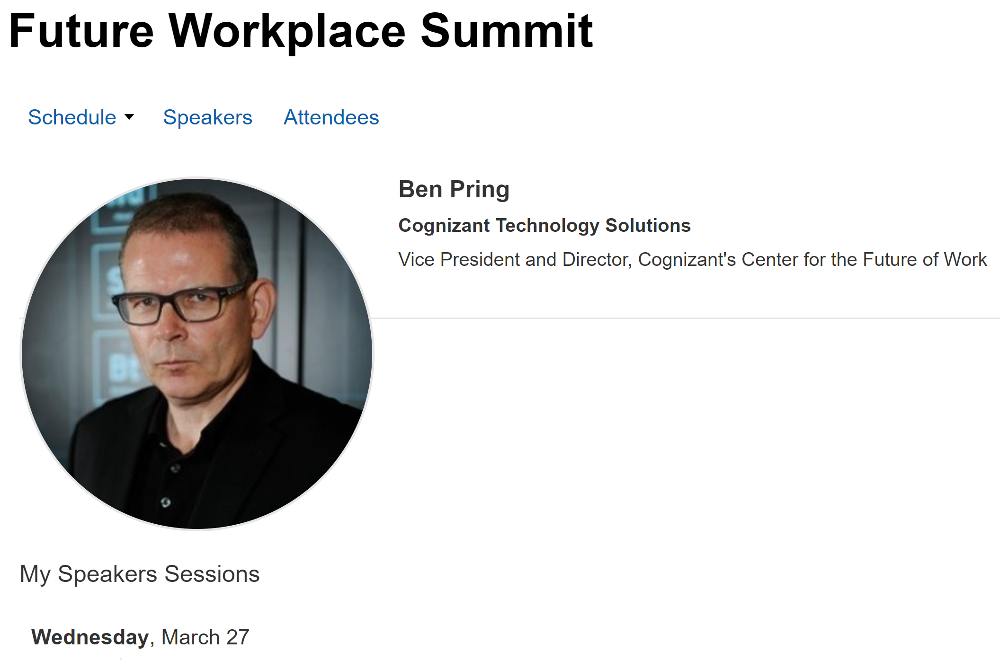 Future Workplace Summit
Schedule Speakers Attendees
Ben Pring
Cognizant Technology Solutions
Vice President and Director, Cognizant's Center for the Future of Work
My Speakers Sessions
Wednesday, March 27